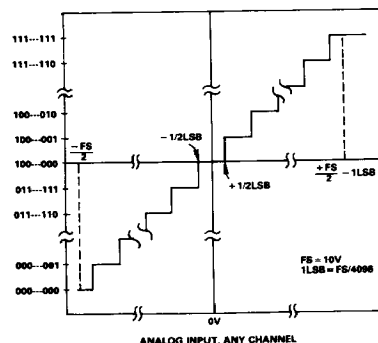 111···111
111···110
100···010
100···001
100···000
011···111
011···110
000···001
000···000
-FS
2
-1/2LSB
+1/2LSB
+FS
2
-1LSB
FS = 10V
1LSB = FS/4096
0V
ANALOG INPUT, ANY CHANNEL